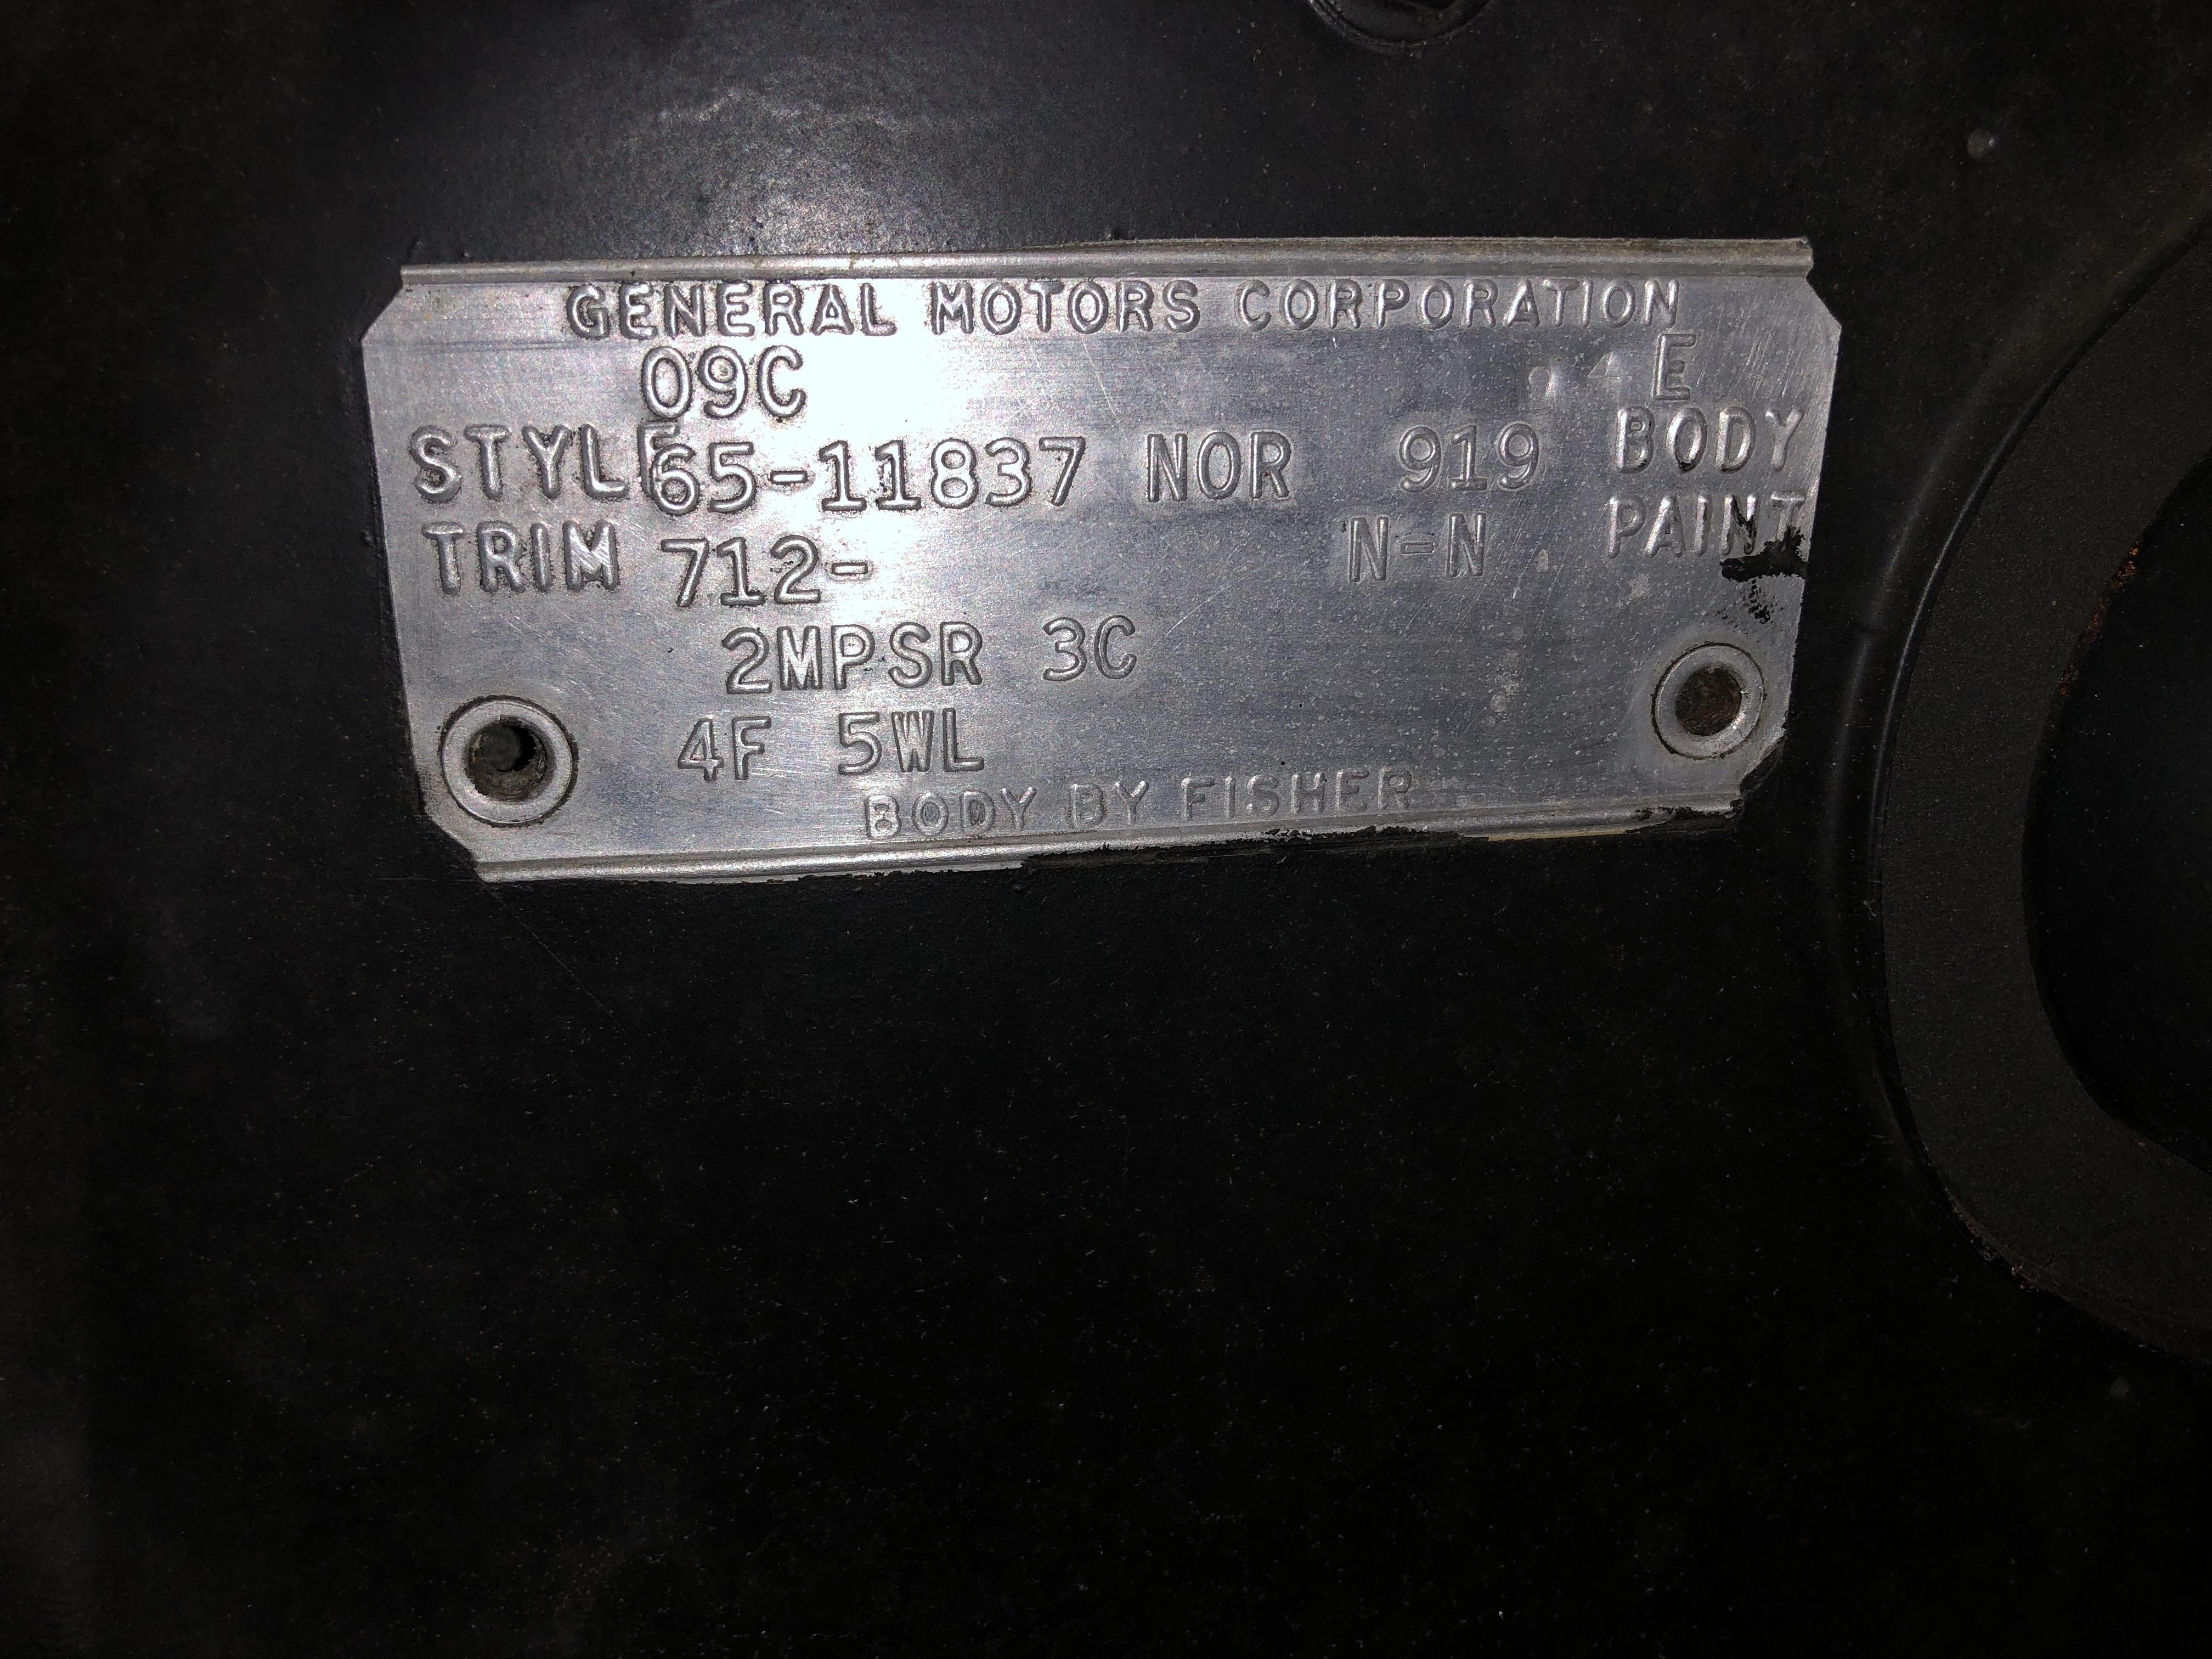 GENERAL MOTORS CORPORATION
09C E
STYLE 65-11837 NOR 919 BODY
TRIM 712- N-N PAINT
2MPSR 3C
4F 5WL
BODY BY FISHER